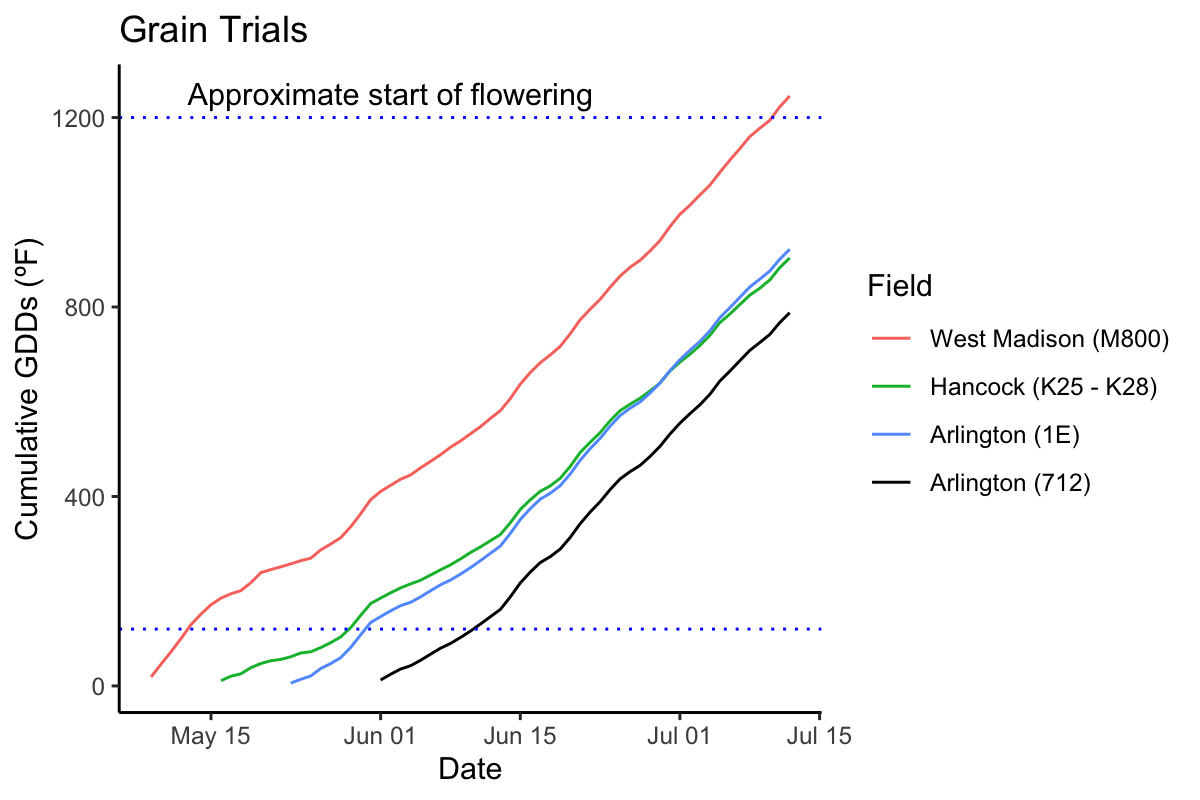 Grain Trials
Approximate start of flowering
1200
800
400
0
Cumulative GDDs (ºF)
May 15
Jun 01
Jun 15
Jul 01
Jul 15
Date
Field
West Madison (M800)
Hancock (K25 - K28)
Arlington (1E)
Arlington (712)